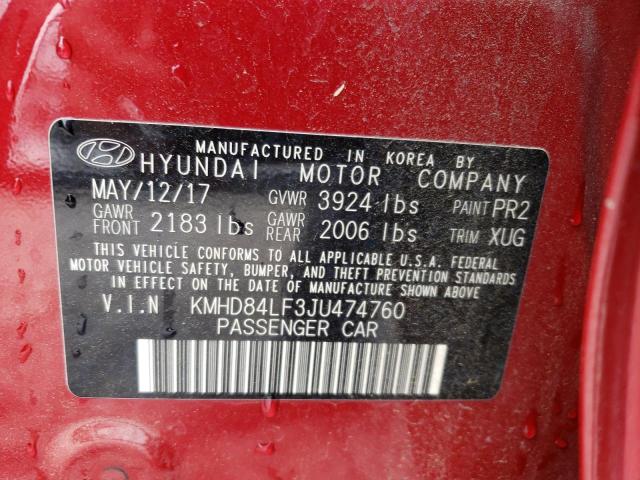 MANUFACTURED IN KOREA BY
HYUNDAI MOTOR COMPANY
MAY/12/17 GVWR 3924 lbs PAINT PR2
GAWR FRONT 2183 lbs GAWR REAR 2006 lbs TRIM XUG
THIS VEHICLE CONFORMS TO ALL APPLICABLE U.S.A. FEDERAL
MOTOR VEHICLE SAFETY, BUMPER, AND THEFT PREVENTION STANDARDS
IN EFFECT ON THE DATE OF MANUFACTURE SHOWN ABOVE.
V.I.N KMHD84LF3JU474760
PASSENGER CAR